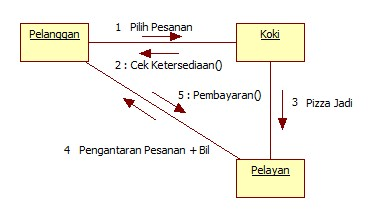 1 Pilih Pesanan
Pelanggan
Koki
2 : Cek Ketersediaan()
5 : Pembayaran()
3 Pizza Jadi
4 Pengantaran Pesanan + Bil
Pelayan